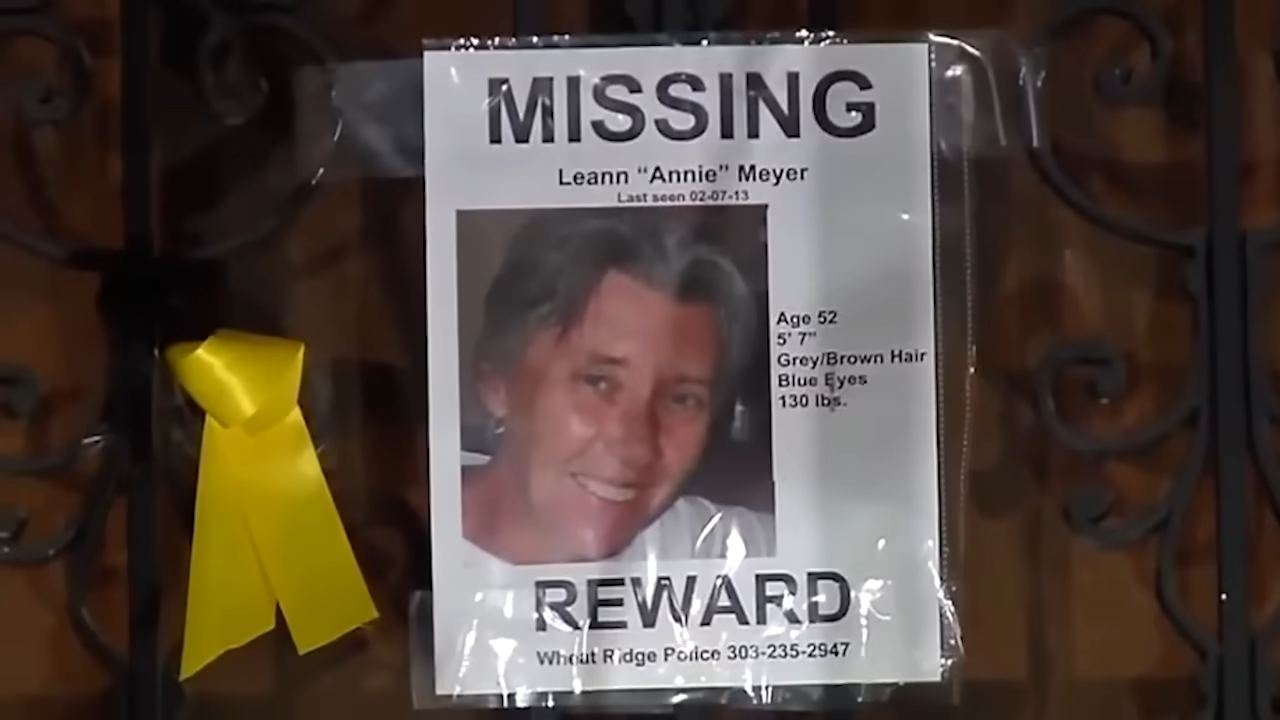 MISSING
Leann “Annie” Meyer
Last seen 02-07-13
Age 52
5' 7"
Grey/Brown Hair
Blue Eyes
130 lbs.
REWARD
Wheat Ridge Police 303-235-2947